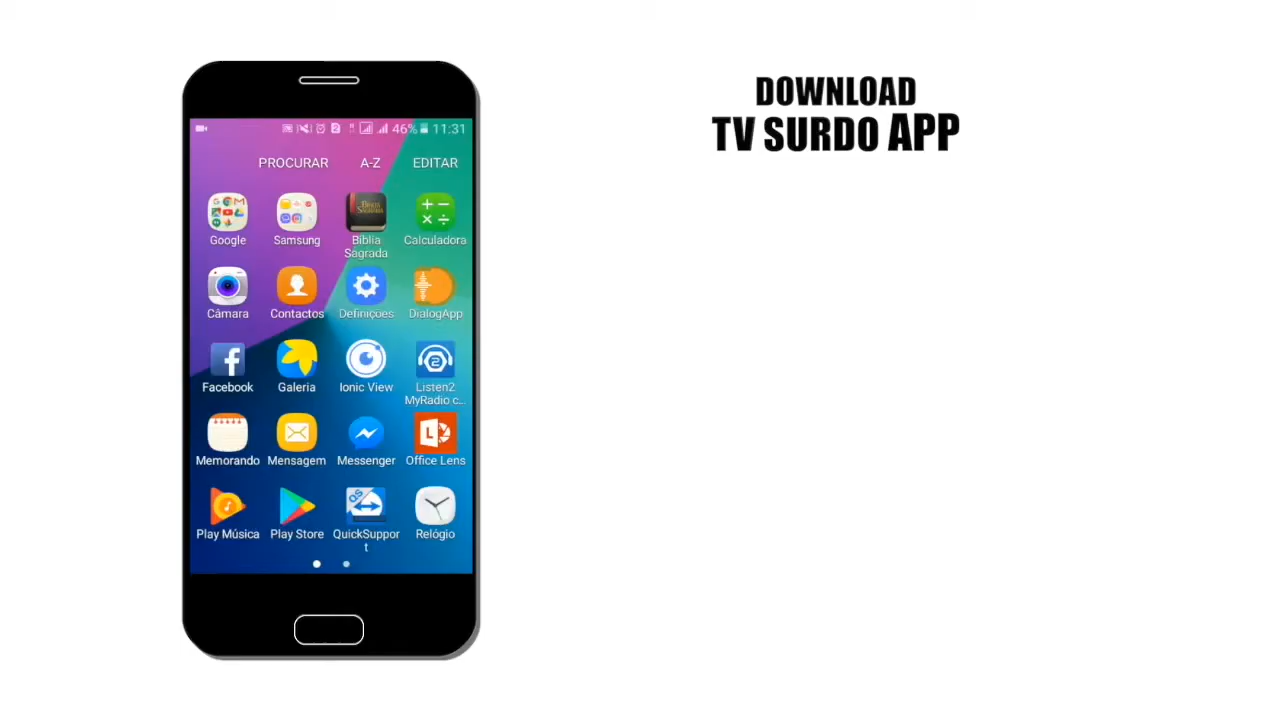 DOWNLOAD
TV SURDO APP
46% 11:31
PROCURAR A-Z EDITAR
Google Samsung Bíblia Sagrada Calculadora
Câmara Contactos Definições DialogApp
Facebook Galeria Ionic View Listen2
MyRadio c...
Memorando Mensagem Messenger Office Lens
Play Música Play Store QuickSuppor
t
Relógio